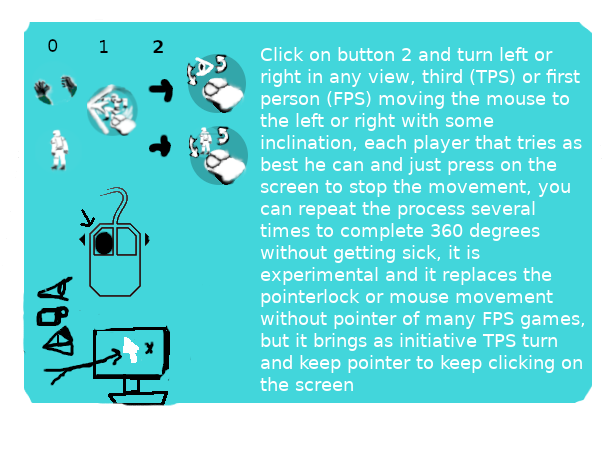 0 1 2
Click on button 2 and turn left or
right in any view, third (TPS) or first
person (FPS) moving the mouse to
the left or right with some
inclination, each player that tries as
best he can and just press on the
screen to stop the movement, you
can repeat the process several
times to complete 360 degrees
without getting sick, it is
experimental and it replaces the
pointerlock or mouse movement
without pointer of many FPS games,
but it brings as initiative TPS turn
and keep pointer to keep clicking on
the screen
x